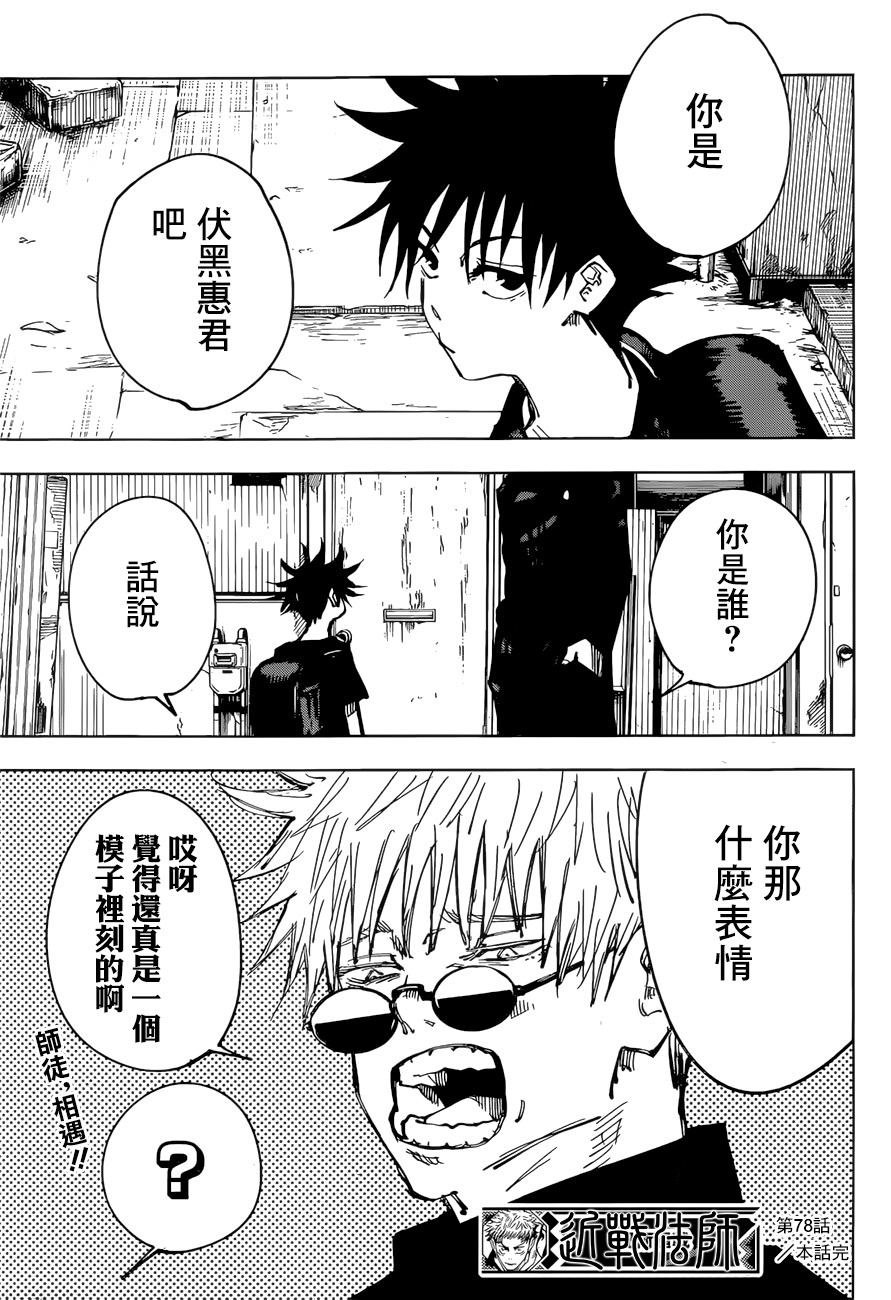 你是
伏黑惠君
吧
你是誰?
話說
你那
什麼表情
哎呀
覺得還真是一個
模子裡刻的啊
?
師徒,相遇!!
近戰法師
第78話
/本話完